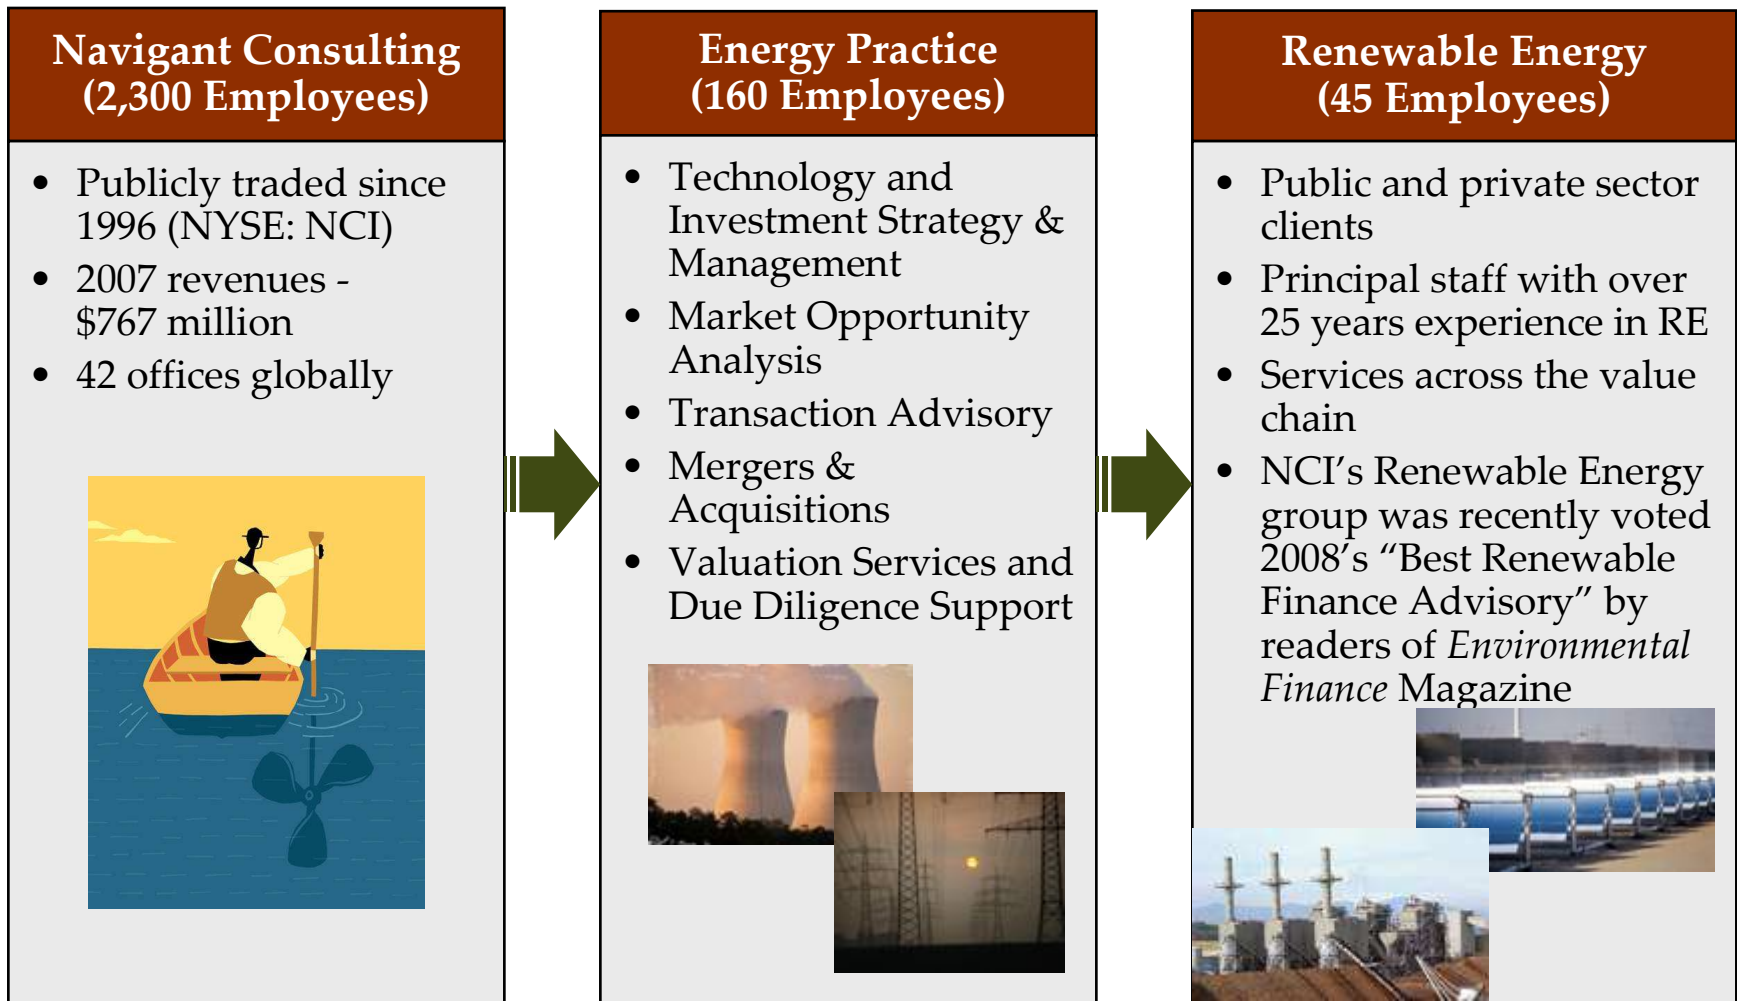 Navigant Consulting
(2,300 Employees)
• Publicly traded since
1996 (NYSE: NCI)
• 2007 revenues -
$767 million
• 42 offices globally
Energy Practice
(160 Employees)
• Technology and
Investment Strategy &
Management
• Market Opportunity
Analysis
• Transaction Advisory
• Mergers &
Acquisitions
• Valuation Services and
Due Diligence Support
Renewable Energy
(45 Employees)
• Public and private sector
clients
• Principal staff with over
25 years experience in RE
• Services across the value
chain
• NCI’s Renewable Energy
group was recently voted
2008’s “Best Renewable
Finance Advisory” by
readers of Environmental
Finance Magazine